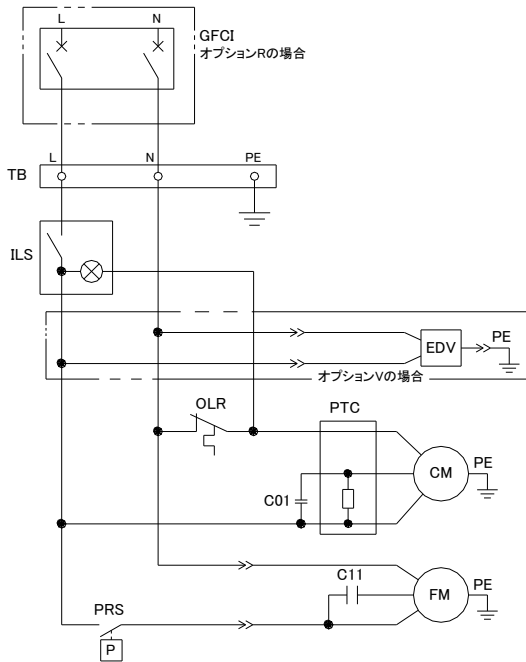 L N
GFCI
オプションRの場合
L N PE
TB
ILS
PE
EDV
オプションVの場合
OLR PTC
PE
CM
C01
C11 PE
FM
PRS
P